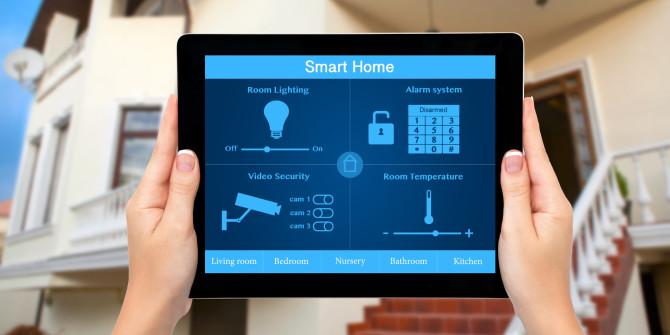 Smart Home
Room Lighting
Off On
Alarm system
Disarmed
1 2 3
4 5 6
7 8 9
* 0 #
Video Security
cam 1
cam 2
cam 3
Room Temperature
- +
Living room Bedroom Nursery Bathroom Kitchen